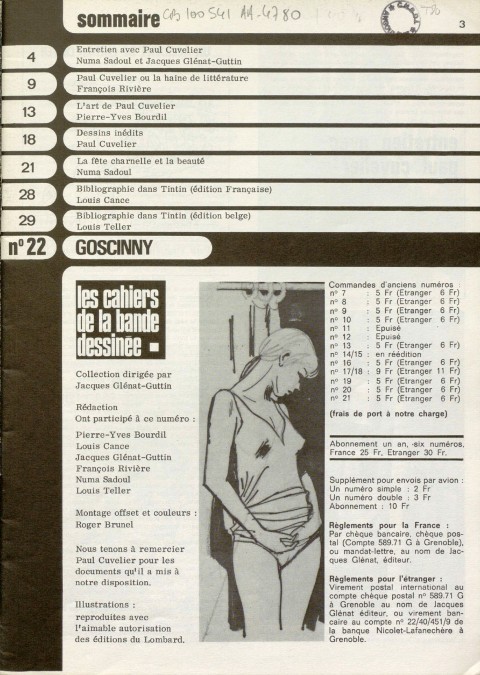 sommaire
CB 100541 AA-4780
3
4
Entretien avec Paul Cuvelier
Numa Sadoul et Jacques Glénat-Guttin
9
Paul Cuvelier ou la haine de littérature
François Rivière
13
L'art de Paul Cuvelier
Pierre-Yves Bourdil
18
Dessins inédits
Paul Cuvelier
21
La fête charnelle et la beauté
Numa Sadoul
28
Bibliographie dans Tintin (édition Française)
Louis Cance
29
Bibliographie dans Tintin (édition belge)
Louis Teller
n° 22 GOSCINNY
les cahiers
de la bande
dessinée
Collection dirigée par
Jacques Glénat-Guttin
Rédaction
Ont participé à ce numéro :
Pierre-Yves Bourdil
Louis Cance
Jacques Glénat-Guttin
François Rivière
Numa Sadoul
Louis Teller
Montage offset et couleurs :
Roger Brunel
Nous tenons à remercier
Paul Cuvelier pour les
documents qu'il a mis à
notre disposition.
Illustrations :
reproduites avec
l'aimable autorisation
des éditions du Lombard.
Commandes d'anciens numéros
n° 7 : 5 Fr (Etranger 6 Fr)
n° 8 : 5 Fr (Etranger 6 Fr)
n° 9 : 5 Fr (Etranger 6 Fr)
n° 10 : 5 Fr (Etranger 6 Fr)
n° 11 : Epuisé
n° 12 : Epuisé
n° 13 : 5 Fr (Etranger 6 Fr)
n° 14/15 : en réédition
n° 16 : 5 Fr (Etranger 6 Fr)
n° 17/18 : 9 Fr (Etranger 11 Fr)
n° 19 : 5 Fr (Etranger 6 Fr)
n° 20 : 5 Fr (Etranger 6 Fr)
n° 21 : 5 Fr (Etranger 6 Fr)
(frais de port à notre charge)
Abonnement un an, -six numéros,
France 25 Fr, Etranger 30 Fr.
Supplément pour envois par avion :
Un numéro simple : 2 Fr
Un numéro double : 3 Fr
Abonnement : 10 Fr
Règlements pour la France :
Par chèque bancaire, chèque pos-
tal (Compte 589.71 G à Grenoble),
ou mandat-lettre, au nom de Jac-
ques Glénat, éditeur.
Règlements pour l'étranger :
Virement postal international au
compte chèque postal n° 589.71 G
à Grenoble au nom de Jacques
Glénat éditeur, ou virement ban-
caire au compte n° 22/40/451/9 de
la banque Nicolet-Lafanechère à
Grenoble.